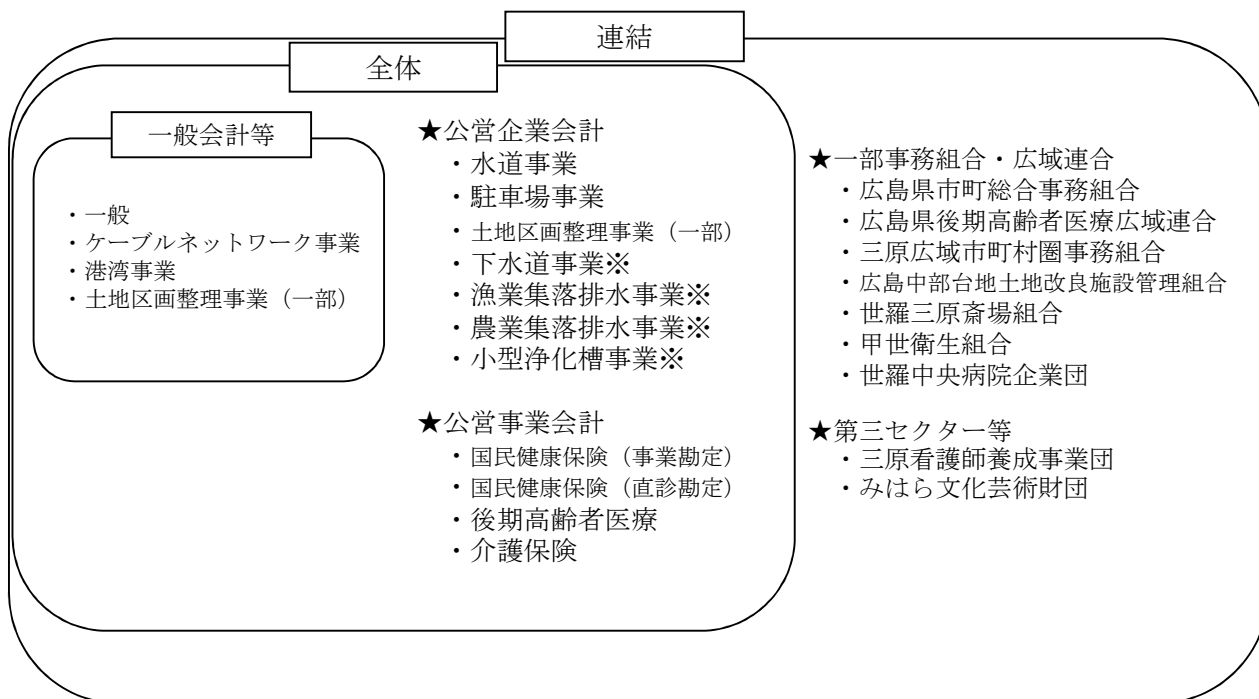 連結
全体
一般会計等
・一般
・ケーブルネットワーク事業
・港湾事業
・土地区画整理事業（一部）
★公営企業会計
・水道事業
・駐車場事業
・土地区画整理事業（一部）
・下水道事業※
・漁業集落排水事業※
・農業集落排水事業※
・小型浄化槽事業※
★公営事業会計
・国民健康保険（事業勘定）
・国民健康保険（直診勘定）
・後期高齢者医療
・介護保険
★一部事務組合・広域連合
・広島県市町総合事務組合
・広島県後期高齢者医療広域連合
・三原広域市町村圏事務組合
・広島中部台地土地改良施設管理組合
・世羅三原斎場組合
・甲世衛生組合
・世羅中央病院企業団
★第三セクター等
・三原看護師養成事業団
・みはら文化芸術財団